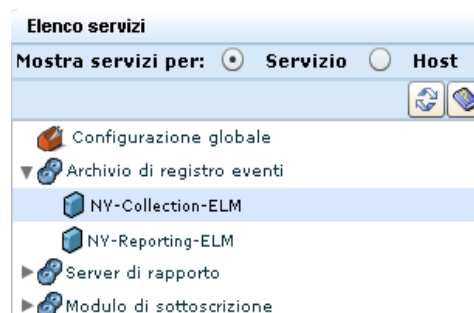 Elenco servizi
Mostra servizi per: Servizio Host
Configurazione globale
Archivio di registro eventi
NY-Collection-ELM
NY-Reporting-ELM
Server di rapporto
Modulo di sottoscrizione